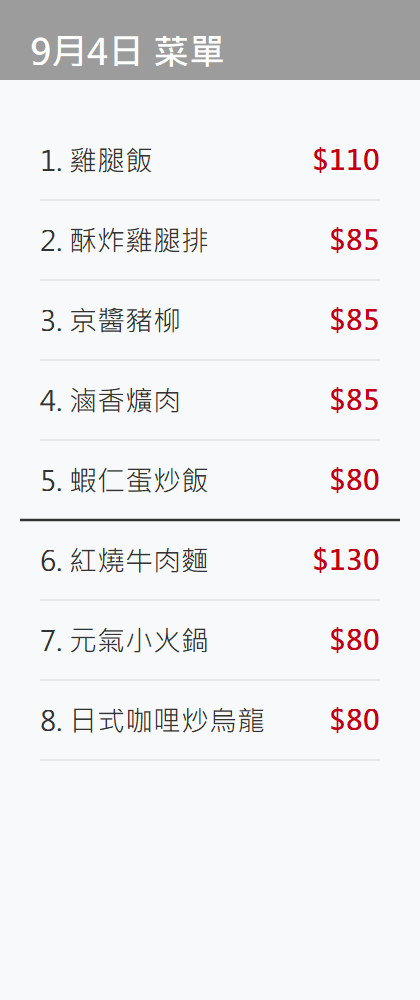 9月4日 菜單
1. 雞腿飯 $110
2. 酥炸雞腿排 $85
3. 京醬豬柳 $85
4. 滷香爌肉 $85
5. 蝦仁蛋炒飯 $80
6. 紅燒牛肉麵 $130
7. 元氣小火鍋 $80
8. 日式咖哩炒烏龍 $80